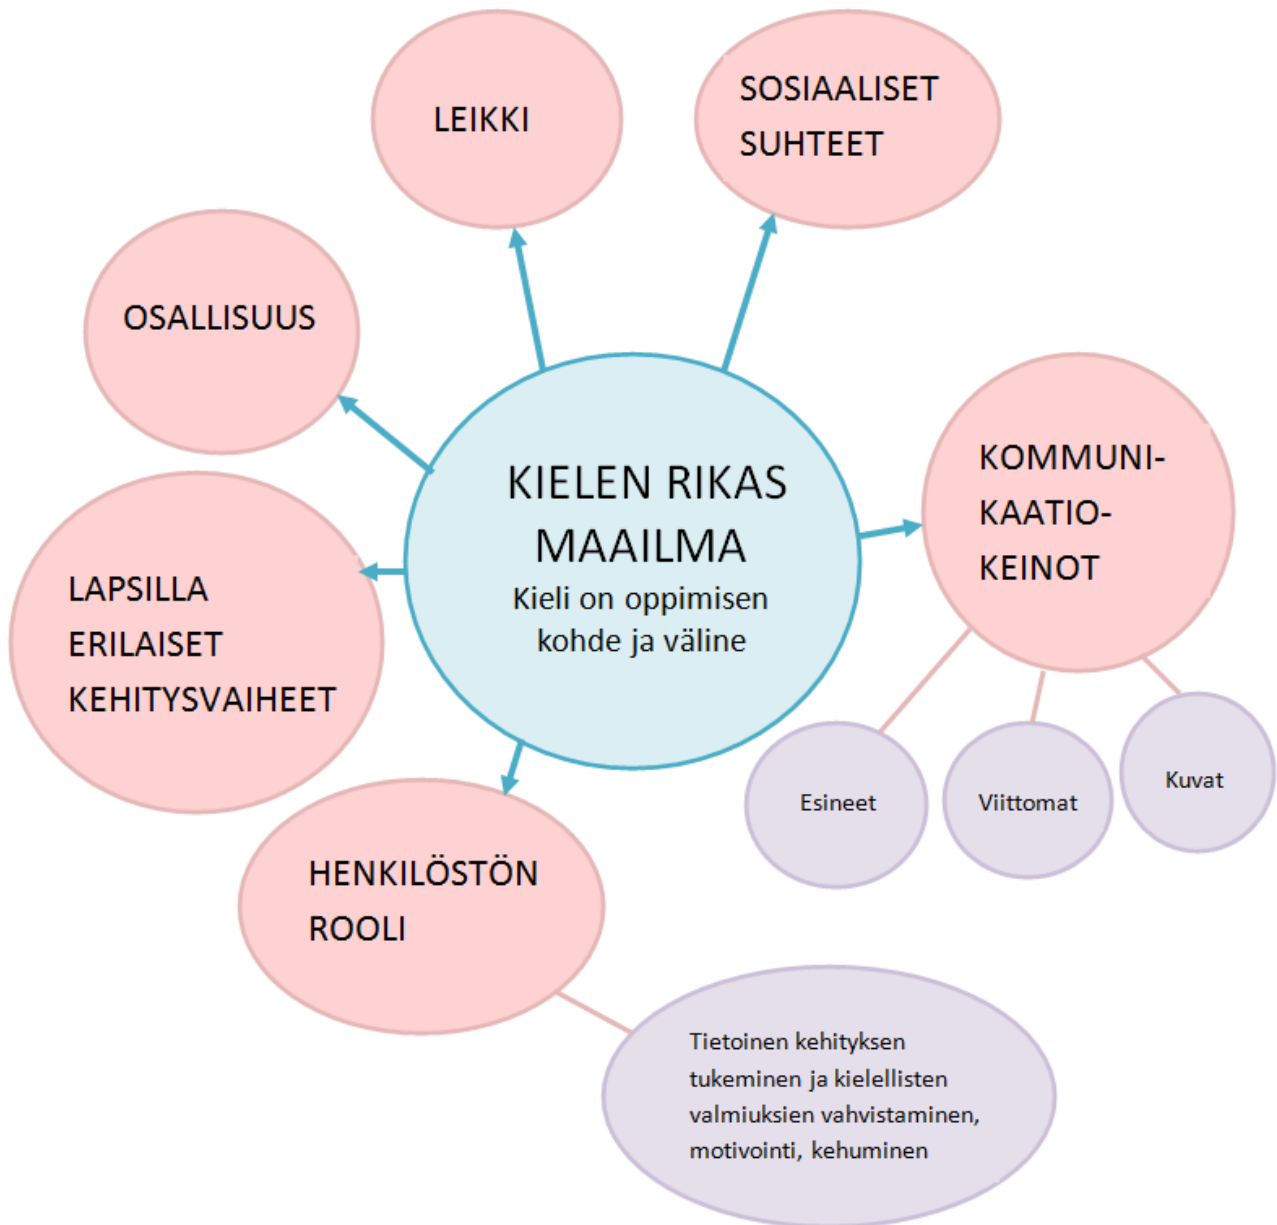 LEIKKI
SOSIAALISET
SUHTEET
OSALLISUUS
KIELEN RIKAS
MAAILMA
Kieli on oppimisen
kohde ja väline
KOMMUNI-
KAATIO-
KEINOT
LAPSILLA
ERILAISET
KEHITYSVAIHEET
Esineet
Viittomat
Kuvat
HENKILÖSTÖN
ROOLI
Tietoinen kehityksen
tukeminen ja kielellisten
valmiuksien vahvistaminen,
motivointi, kehuminen